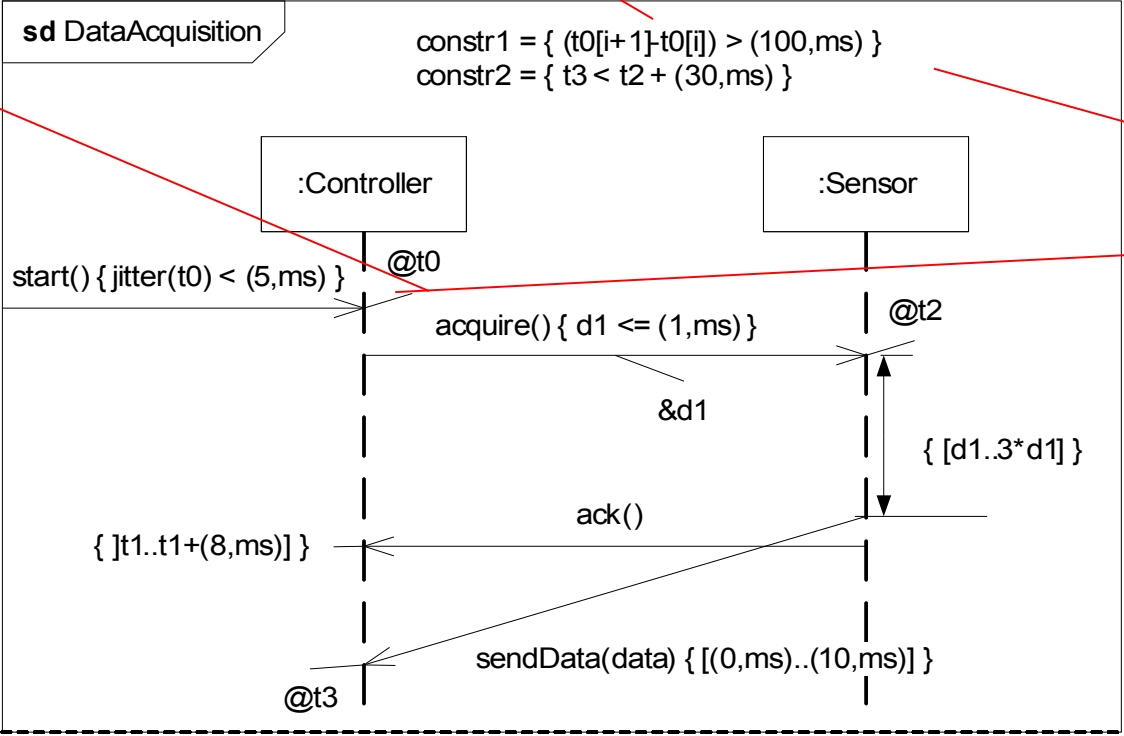 sd DataAcquisition
constr1 = { (t0[i+1]-t0[i]) > (100,ms) }
constr2 = { t3 < t2 + (30,ms) }
:Controller
:Sensor
@t0
start() { jitter(t0) < (5,ms) }
@t2
acquire() { d1 <= (1,ms) }
&d1
{ [d1..3*d1] }
ack()
{ ]t1..t1+(8,ms)] }
sendData(data) { [(0,ms)..(10,ms)] }
@t3